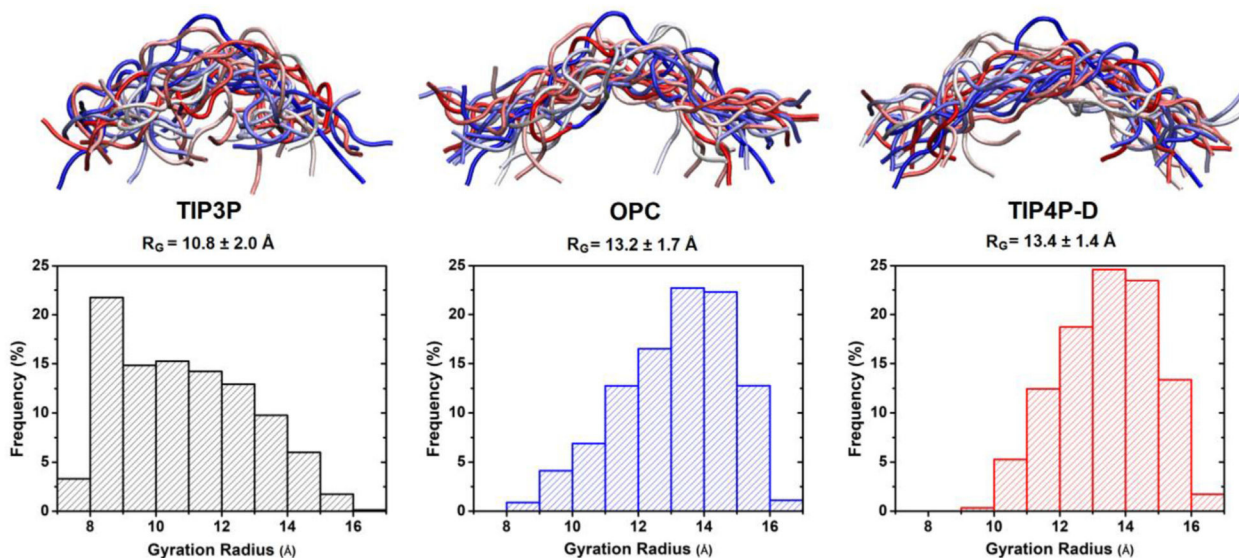 TIP3P
R_G = 10.8 ± 2.0 Å
OPC
R_G = 13.2 ± 1.7 Å
TIP4P-D
R_G = 13.4 ± 1.4 Å
Frequency (%)
25
20
15
10
5
0
8 10 12 14 16
Gyration Radius (Å)
Frequency (%)
25
20
15
10
5
0
8 10 12 14 16
Gyration Radius (Å)
Frequency (%)
25
20
15
10
5
0
8 10 12 14 16
Gyration Radius (Å)